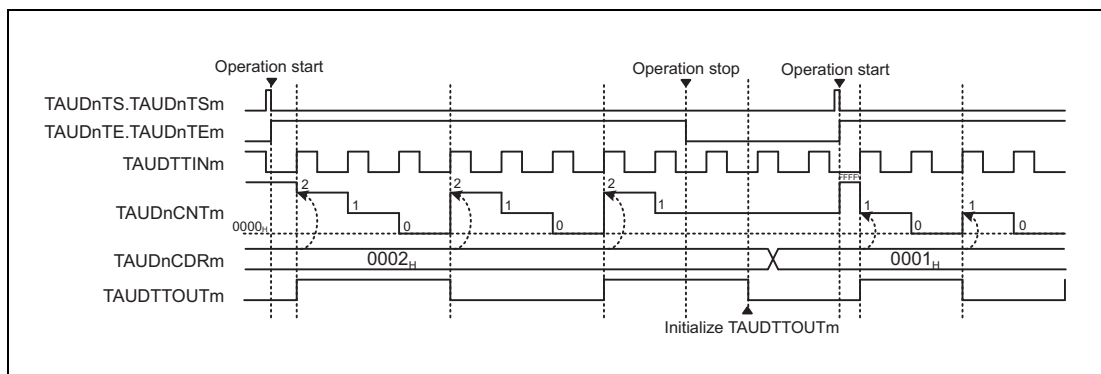 Operation start Operation stop Operation start
TAUDnTS.TAUDnTSm
TAUDnTE.TAUDnTEm
TAUDTTINm
FFFF
2 2 2
TAUDnCNTm 1 1 1 1 1
0000H 0 0 0 0
TAUDnCDRm 0002H 0001H
TAUDTTOUTm
Initialize TAUDTTOUTm